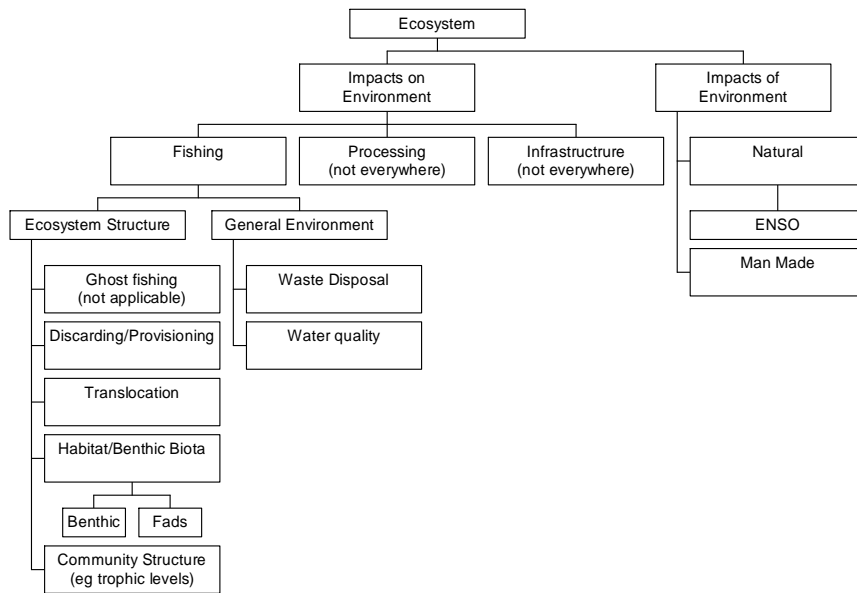 Ecosystem
Impacts on
Environment
Impacts of
Environment
Fishing
Processing
(not everywhere)
Infrastructrure
(not everywhere)
Natural
Ecosystem Structure
General Environment
ENSO
Ghost fishing
(not applicable)
Waste Disposal
Man Made
Discarding/Provisioning
Water quality
Translocation
Habitat/Benthic Biota
Benthic
Fads
Community Structure
(eg trophic levels)